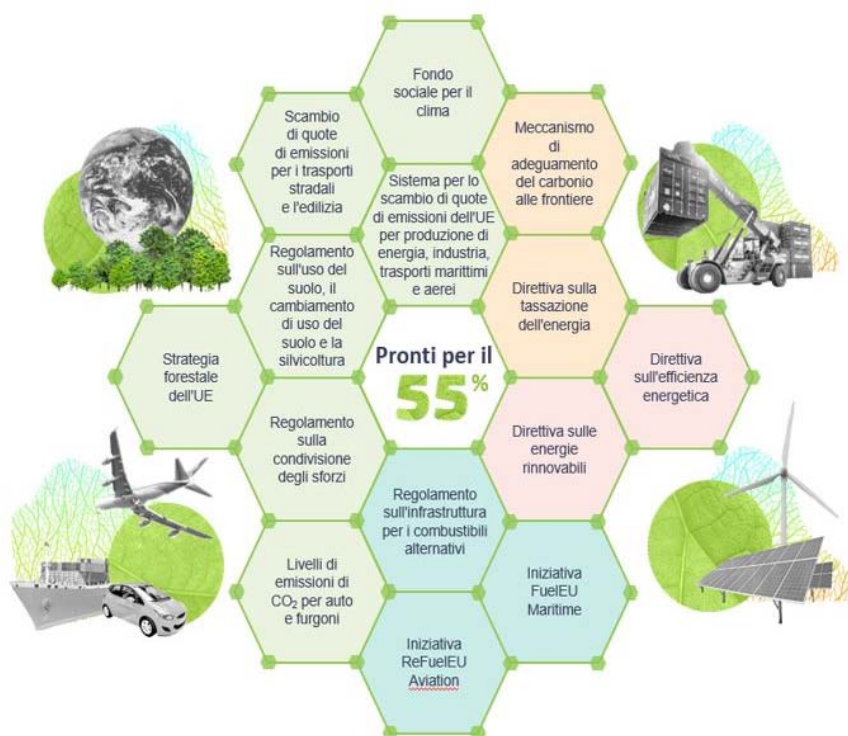 Fondo
sociale per il
clima
Scambio
di quote
di emissioni
per i trasporti
stradali
e l'edilizia
Meccanismo
di
adeguamento
del carbonio
alle frontiere
Sistema per lo
scambio di quote
di emissioni dell'UE
per produzione di
energia, industria,
trasporti marittimi
e aerei
Regolamento
sull'uso del
suolo, il
cambiamento
di uso del
suolo e la
silvicoltura
Direttiva sulla
tassazione
dell'energia
Strategia
forestale
dell'UE
Pronti per il
55%
Direttiva
sull'efficienza
energetica
Regolamento
sulla
condivisione
degli sforzi
Direttiva sulle
energie
rinnovabili
Regolamento
sull'infrastruttura
per i combustibili
alternativi
Livelli di
emissioni di
CO₂ per auto
e furgoni
Iniziativa
FuelEU
Maritime
Iniziativa
ReFuelEU
Aviation